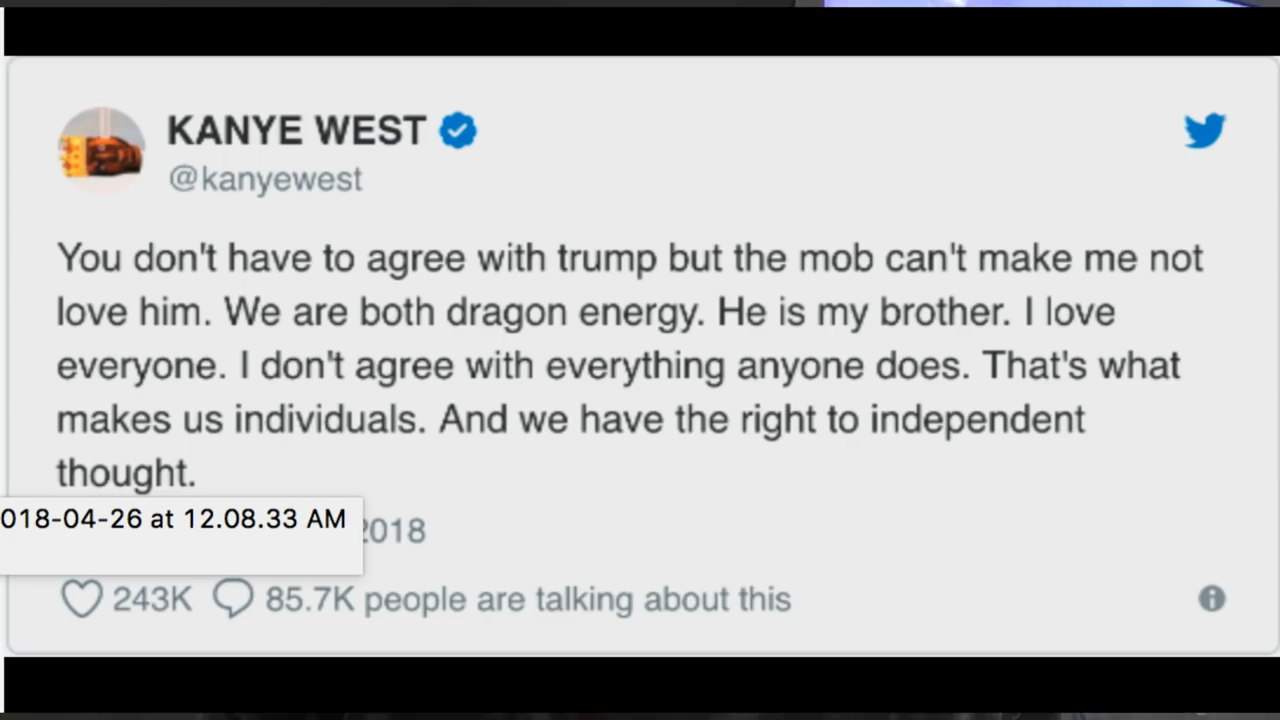 KANYE WEST
@kanyewest
You don't have to agree with trump but the mob can't make me not
love him. We are both dragon energy. He is my brother. I love
everyone. I don't agree with everything anyone does. That's what
makes us individuals. And we have the right to independent
thought.
018-04-26 at 12.08.33 AM
2018
243K 85.7K people are talking about this